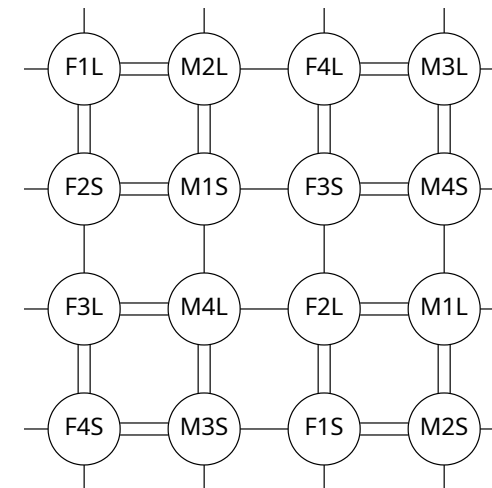 F1L M2L F4L M3L
F2S M1S F3S M4S
F3L M4L F2L M1L
F4S M3S F1S M2S